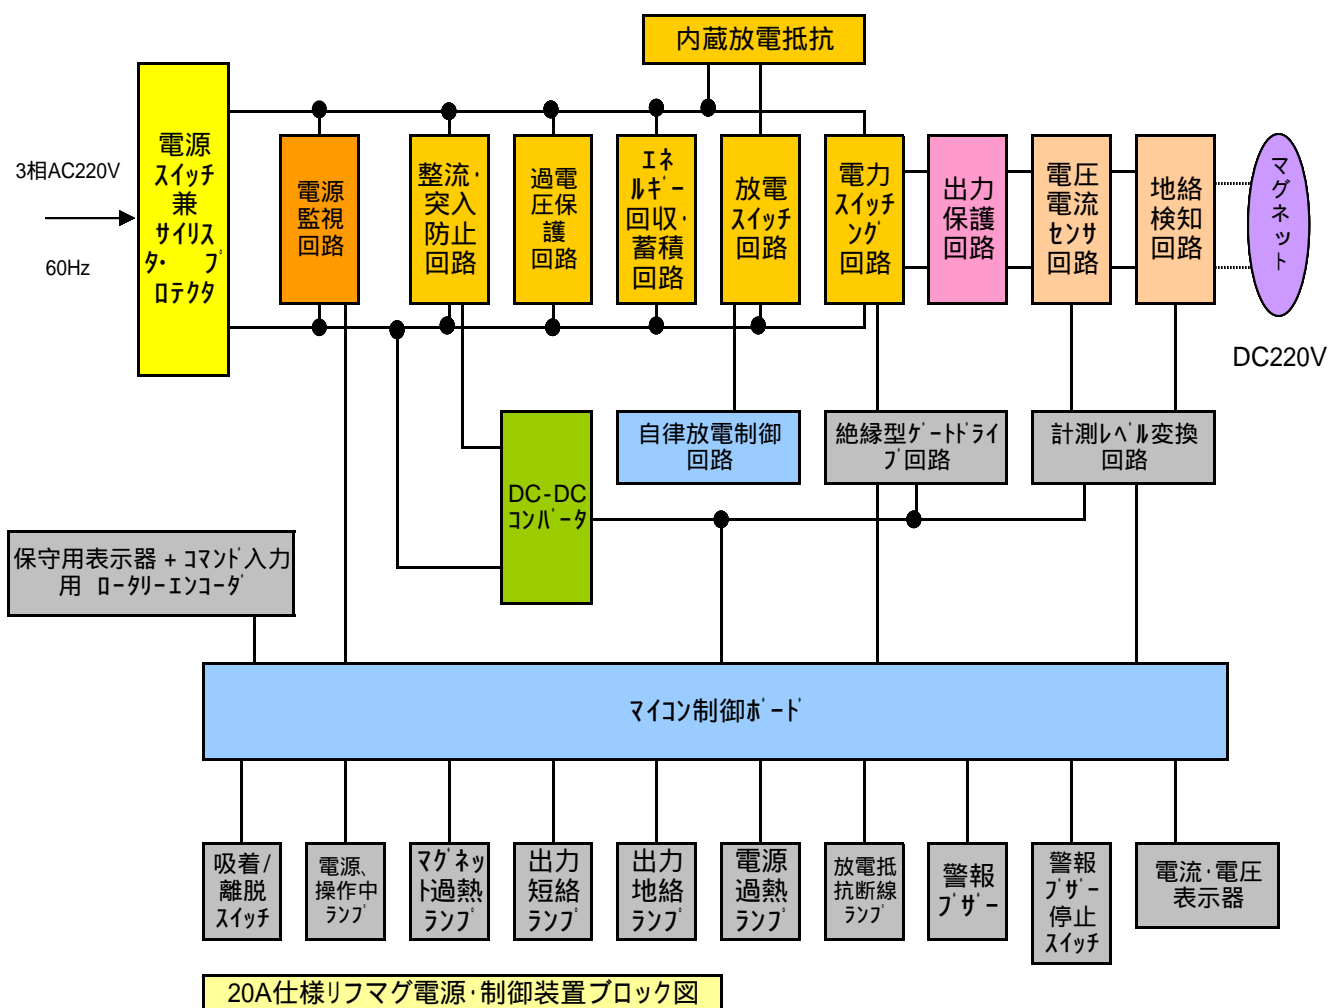 内蔵放電抵抗
3相AC220V
60Hz
電源
ｽｲｯﾁ
兼
ｻｲﾘｽ
ﾀ･ ﾌﾟ
ﾛﾃｸﾀ
電源
監視
回路
整流･
突入
防止
回路
過電
圧保
護
回路
ｴﾈ
ﾙｷﾞｰ
回収･
蓄積
回路
放電
ｽｲｯﾁ
回路
電力
ｽｲｯﾁ
ﾝｸﾞ
回路
出力
保護
回路
電圧
電流
ｾﾝｻ
回路
地絡
検知
回路
マグネット
DC220V
自律放電制御
回路
絶縁型ｹﾞｰﾄﾄﾞﾗｲ
ﾌﾞ回路
計測ﾚﾍﾞﾙ変換
回路
DC-DC
ｺﾝﾊﾞｰﾀ
保守用表示器+ｺﾏﾝﾄﾞ入力
用 ﾛｰﾀﾘｰｴﾝｺｰﾀﾞ
ﾏｲｺﾝ制御ﾎﾞｰﾄﾞ
吸着/
離脱
ｽｲｯﾁ
電源、
操作中
ﾗﾝﾌﾟ
ﾏｸﾞﾈｯ
ﾄ過熱
ﾗﾝﾌﾟ
出力
短絡
ﾗﾝﾌﾟ
出力
地絡
ﾗﾝﾌﾟ
電源
過熱
ﾗﾝﾌﾟ
放電抵
抗断線
ﾗﾝﾌﾟ
警報
ﾌﾞｻﾞｰ
警報
ﾌﾞｻﾞｰ
停止
ｽｲｯﾁ
電流･電圧
表示器
20A仕様ﾘﾌﾏｸﾞ電源･制御装置ブロック図